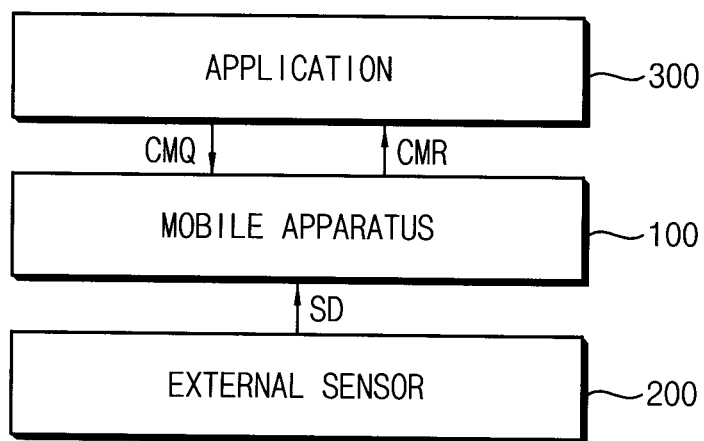 APPLICATION
300
CMQ
CMR
MOBILE APPARATUS
100
SD
EXTERNAL SENSOR
200